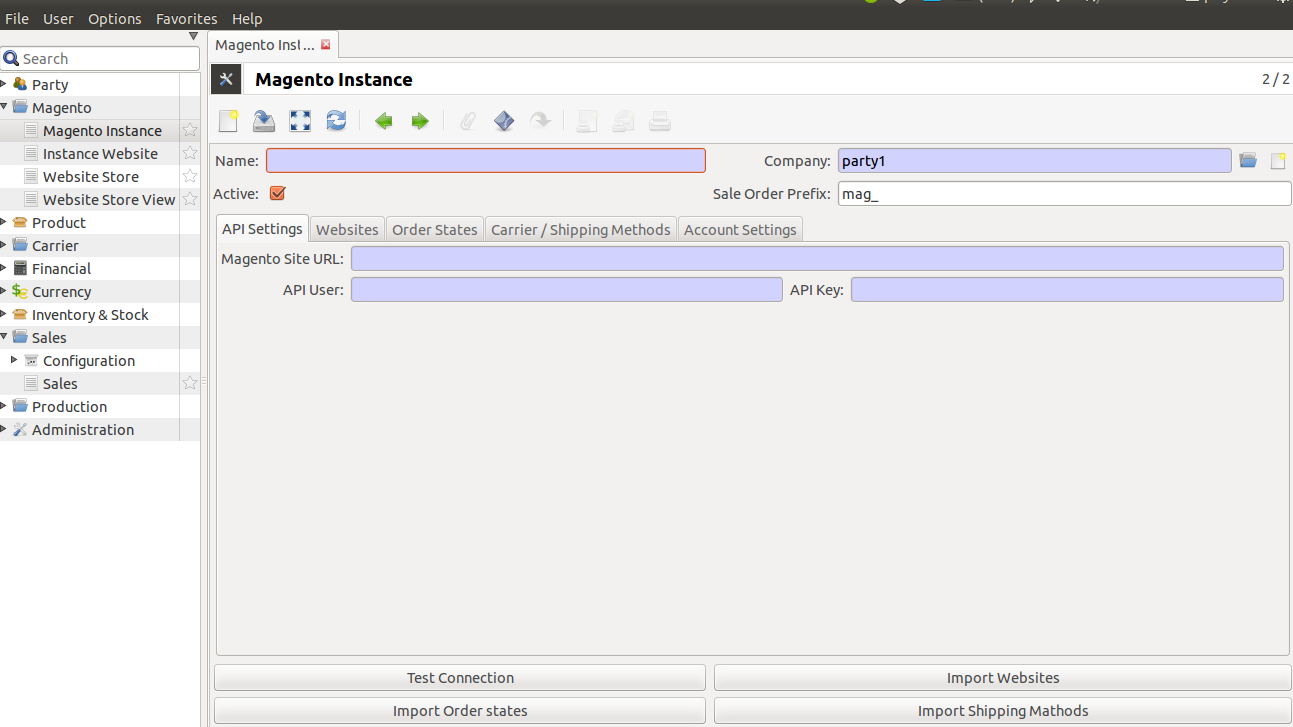 File User Options Favorites Help
Magento Inst...
Search
Magento Instance
2 / 2
Party
Magento
Magento Instance
Instance Website
Website Store
Website Store View
Product
Carrier
Financial
Currency
Inventory & Stock
Sales
Configuration
Sales
Production
Administration
Name:
Company: party1
Active:
Sale Order Prefix: mag_
API Settings Websites Order States Carrier / Shipping Methods Account Settings
Magento Site URL:
API User: API Key:
Test Connection Import Websites
Import Order states Import Shipping Mathods